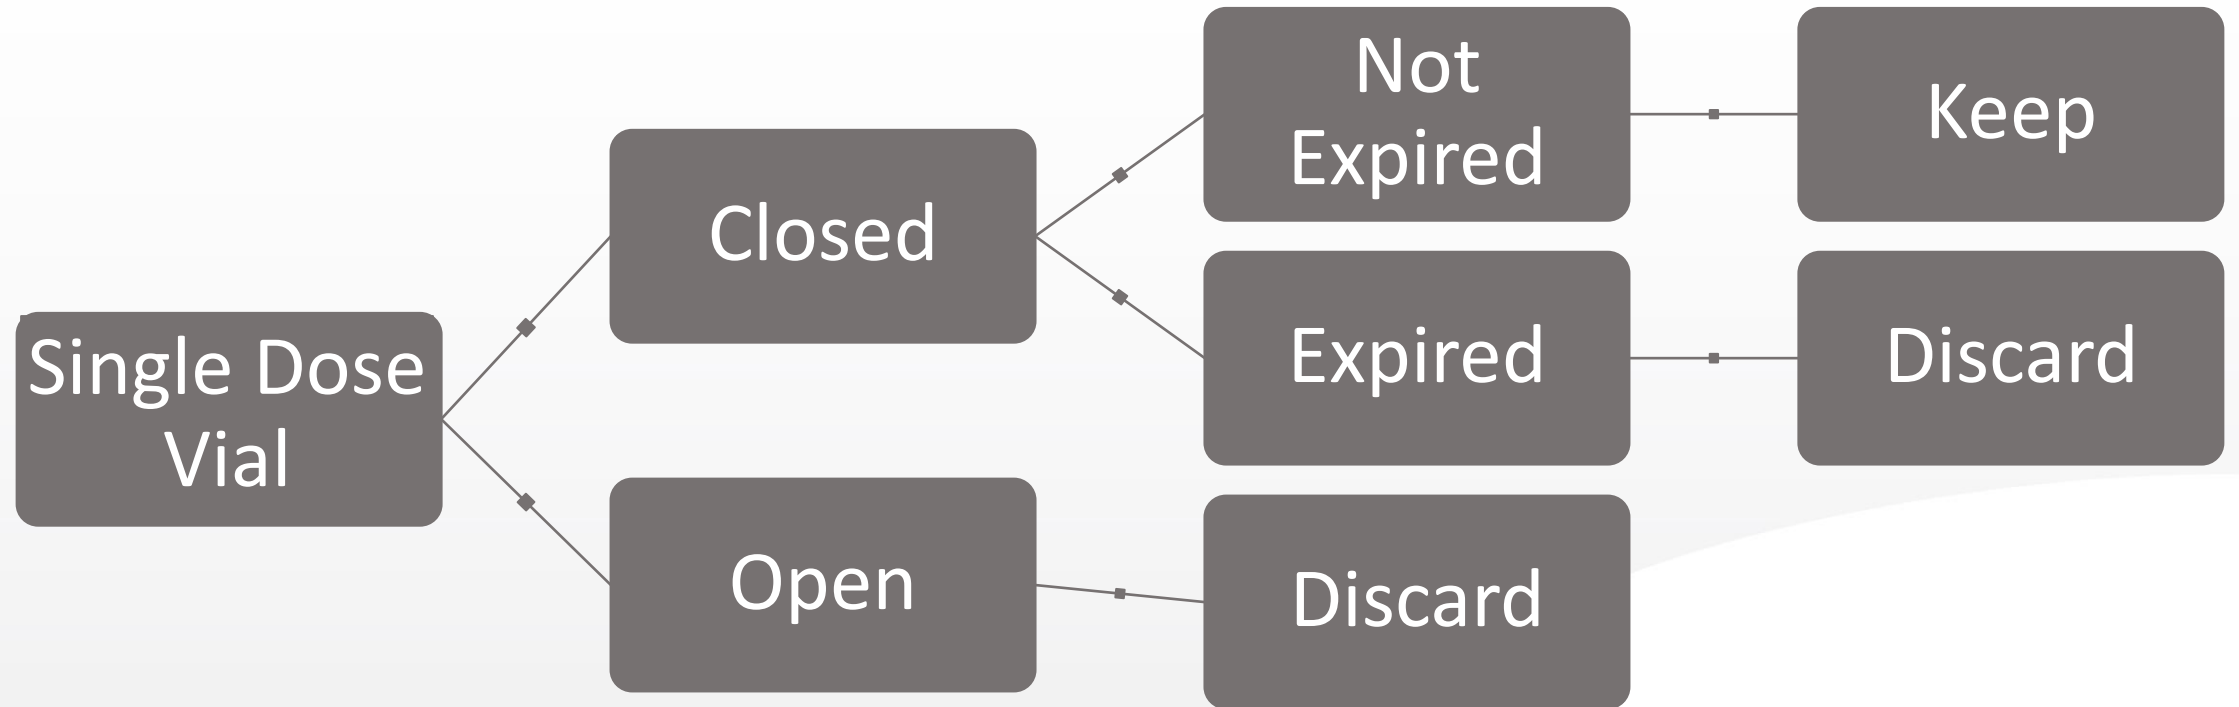 Single Dose
Vial
Closed
Not
Expired
Keep
Expired
Discard
Open
Discard